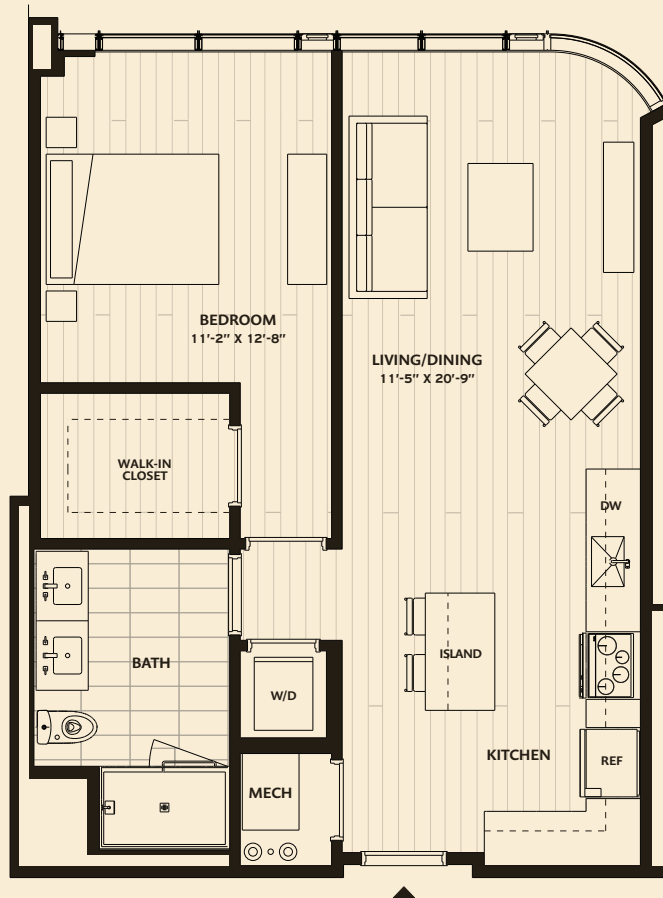 BEDROOM
11'-2" X 12'-8"
LIVING/DINING
11'-5" X 20'-9"
WALK-IN
CLOSET
DW
BATH
ISLAND
W/D
KITCHEN
REF
MECH